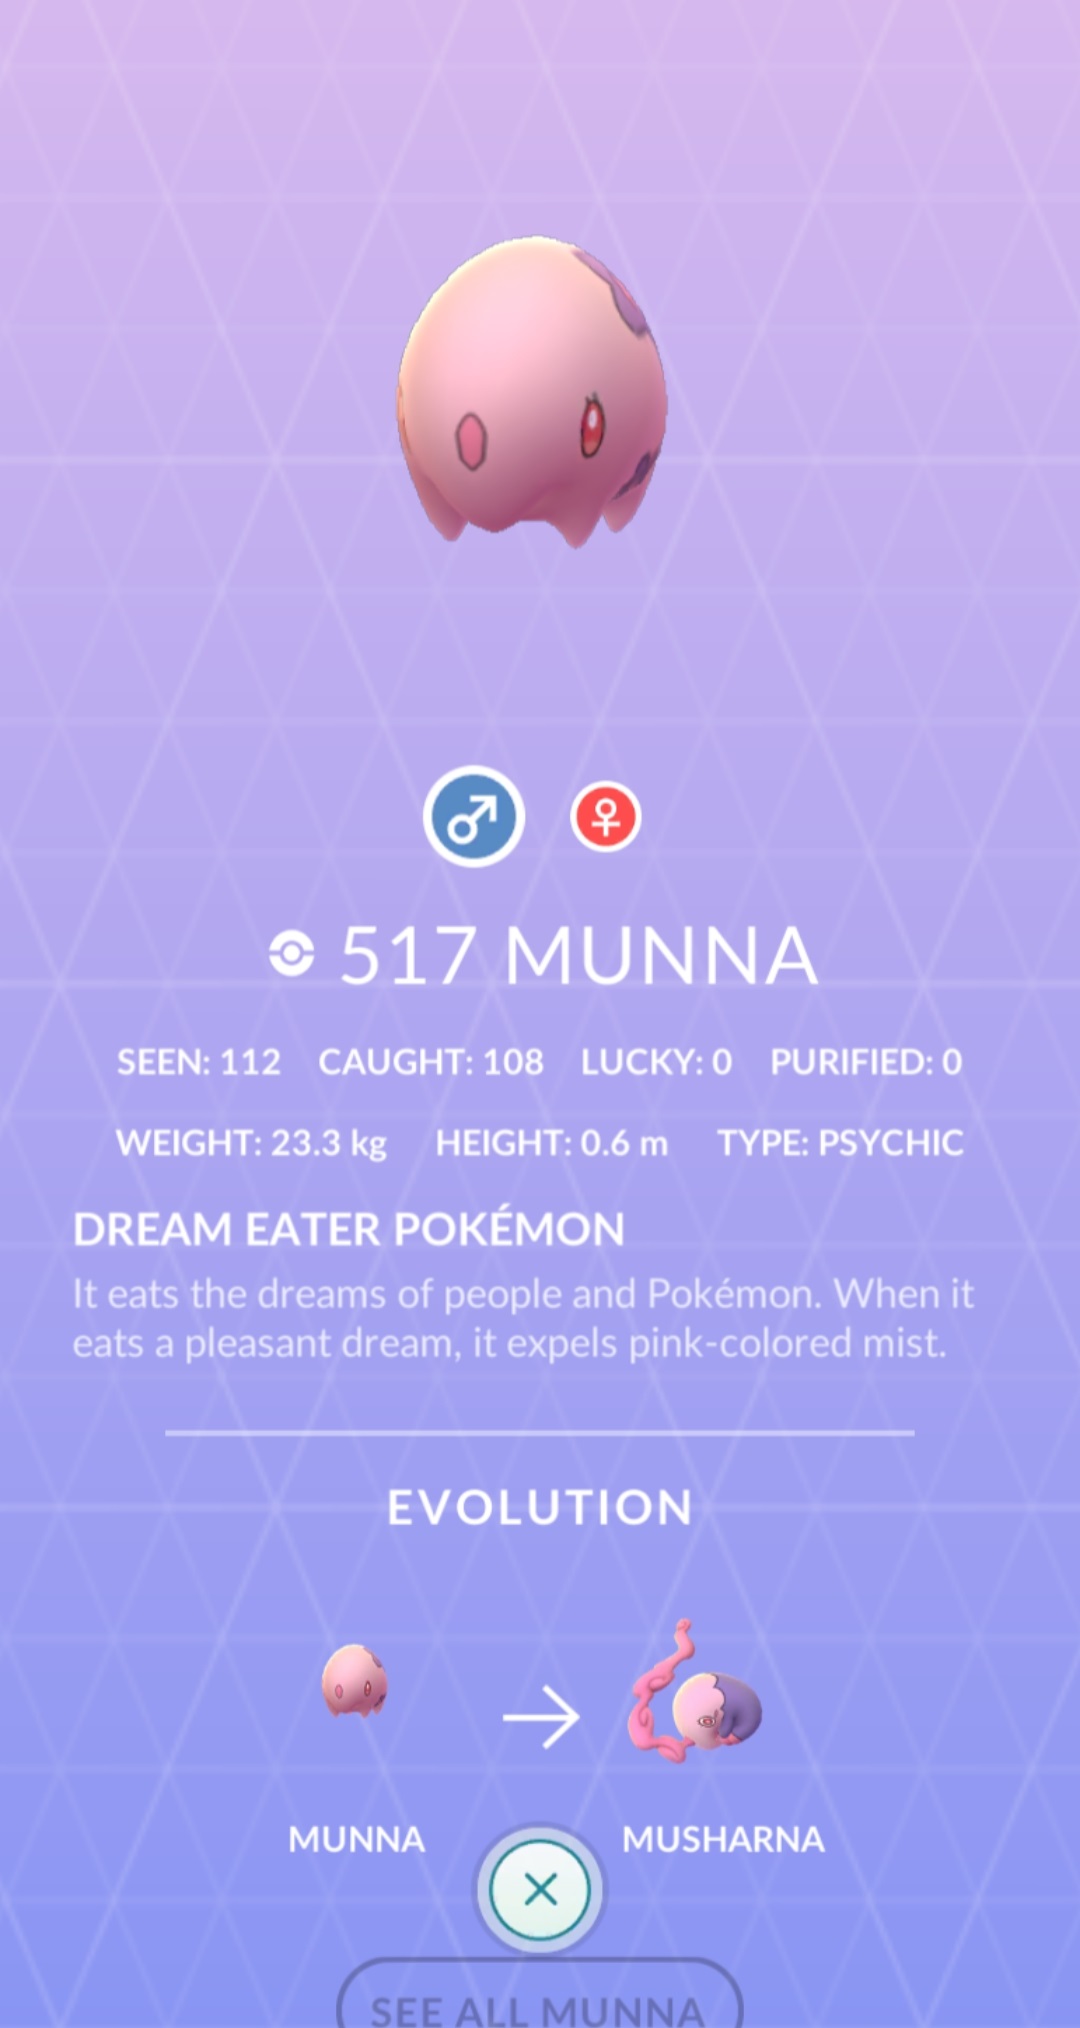 517 MUNNA
SEEN: 112 CAUGHT: 108 LUCKY: 0 PURIFIED: 0
WEIGHT: 23.3 kg HEIGHT: 0.6 m TYPE: PSYCHIC
DREAM EATER POKÉMON
It eats the dreams of people and Pokémon. When it
eats a pleasant dream, it expels pink-colored mist.
EVOLUTION
MUNNA MUSHARNA
SEE ALL MUNNA